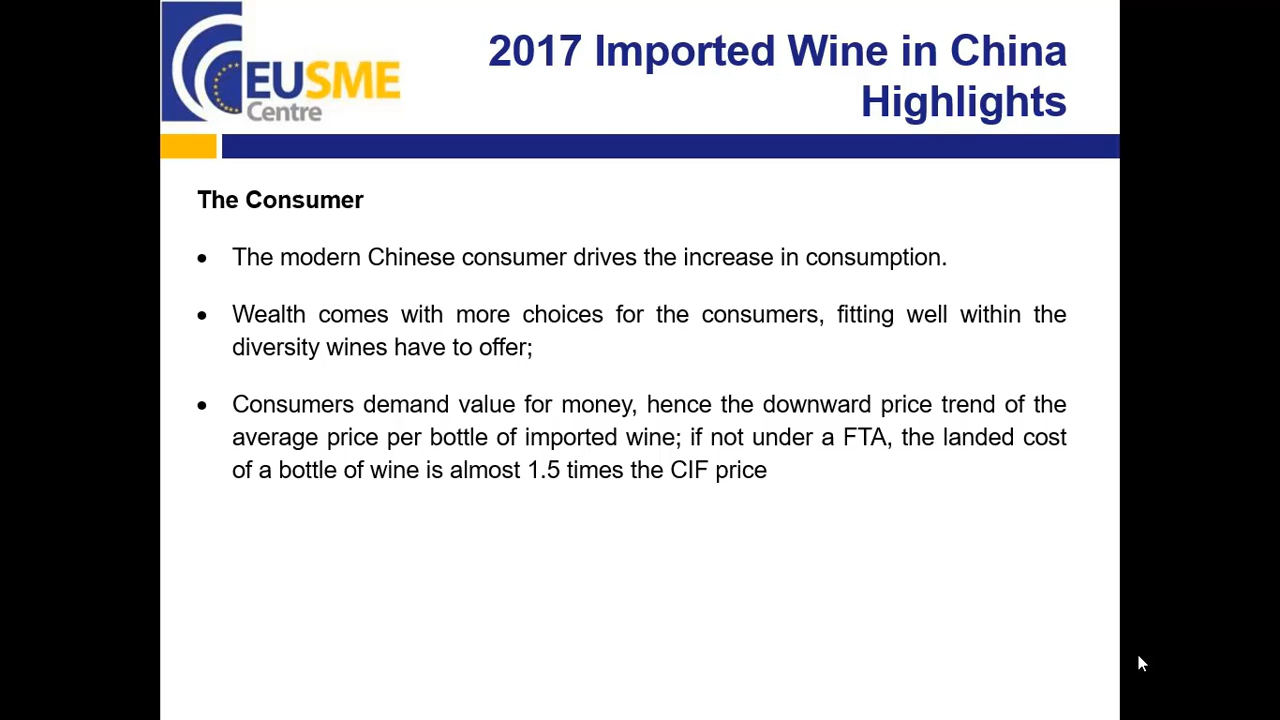 EUSME
Centre
2017 Imported Wine in China
Highlights
The Consumer
• The modern Chinese consumer drives the increase in consumption.
• Wealth comes with more choices for the consumers, fitting well within the
diversity wines have to offer;
• Consumers demand value for money, hence the downward price trend of the
average price per bottle of imported wine; if not under a FTA, the landed cost
of a bottle of wine is almost 1.5 times the CIF price